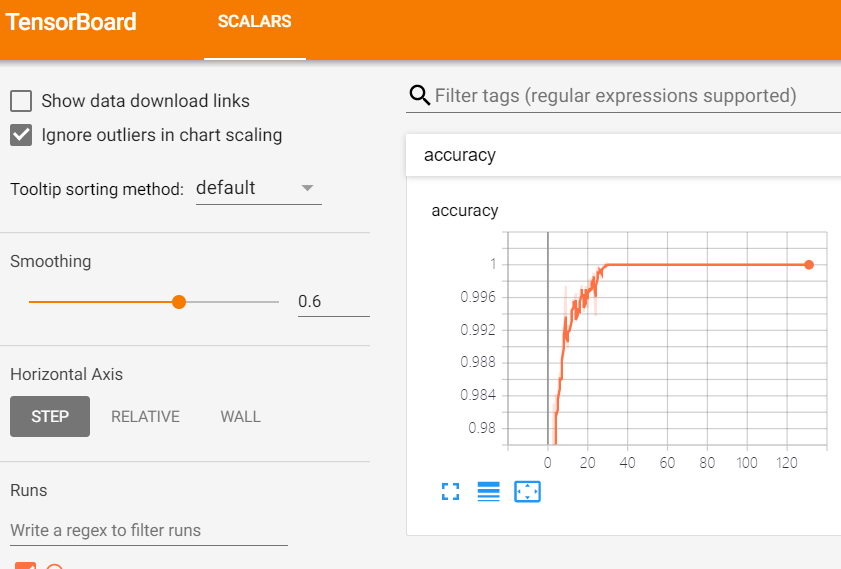 TensorBoard
SCALARS
Show data download links
Ignore outliers in chart scaling
Tooltip sorting method: default
Smoothing
0.6
Horizontal Axis
STEP
RELATIVE
WALL
Runs
Write a regex to filter runs
Filter tags (regular expressions supported)
accuracy
accuracy
1
0.996
0.992
0.988
0.984
0.98
0 20 40 60 80 100 120